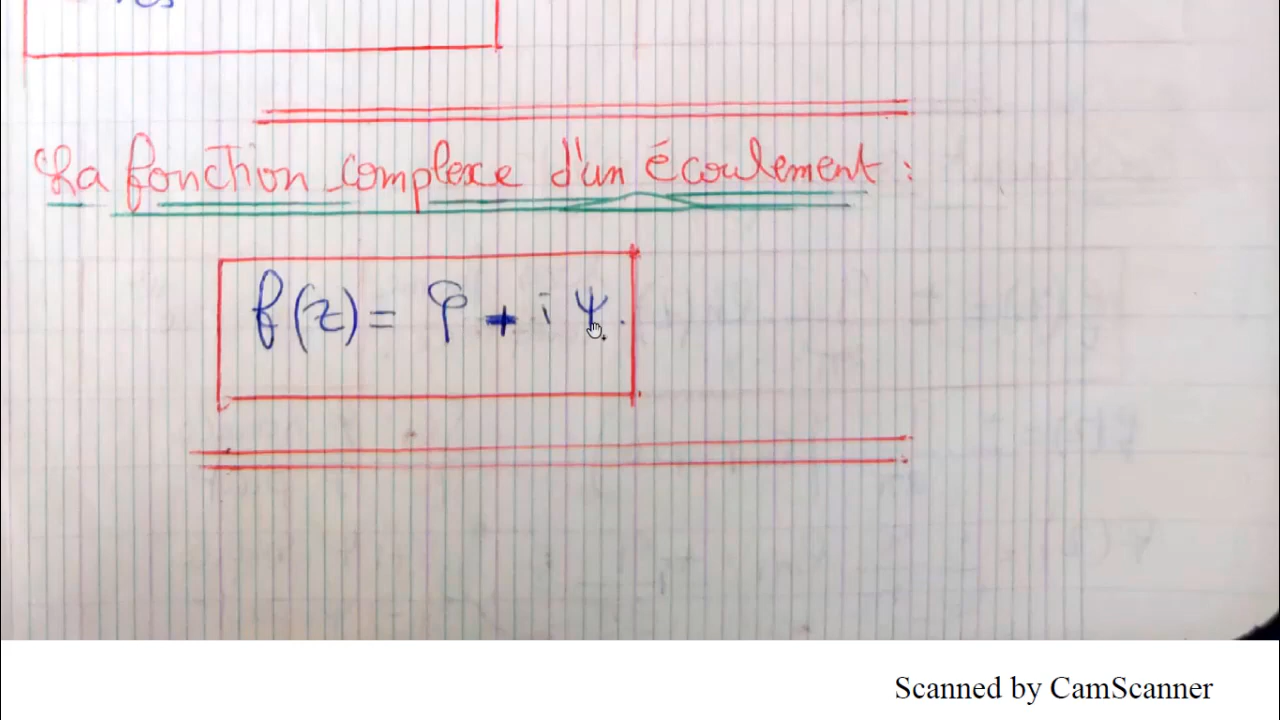 La fonction complexe d'un écoulement :
f(z) = φ + i ψ.
Scanned by CamScanner